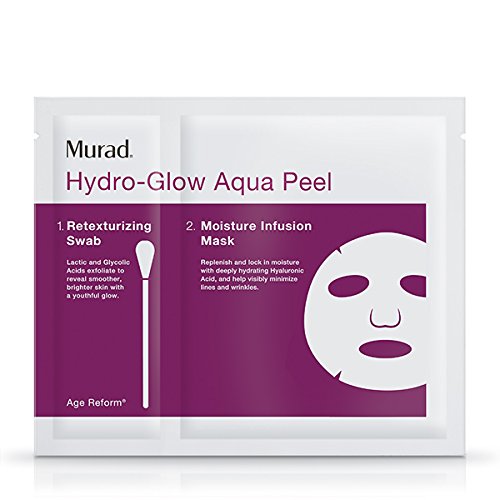 Murad.
Hydro-Glow Aqua Peel
1. Retexturizing
Swab
Lactic and Glycolic
Acids exfoliate to
reveal smoother,
brighter skin with
a youthful glow.
2. Moisture Infusion
Mask
Replenish and lock in moisture
with deeply hydrating Hyaluronic
Acid, and help visibly minimize
lines and wrinkles.
Age Reform®